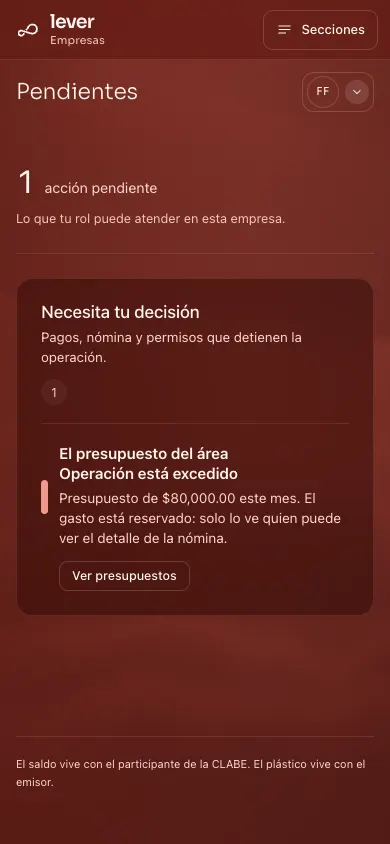 lever
Empresas
Secciones
Pendientes
FF
1 acción pendiente
Lo que tu rol puede atender en esta empresa.
Necesita tu decisión
Pagos, nómina y permisos que detienen la
operación.
1
El presupuesto del área
Operación está excedido
Presupuesto de $80,000.00 este mes. El
gasto está reservado: solo lo ve quien puede
ver el detalle de la nómina.
Ver presupuestos
El saldo vive con el participante de la CLABE. El plástico vive con el
emisor.